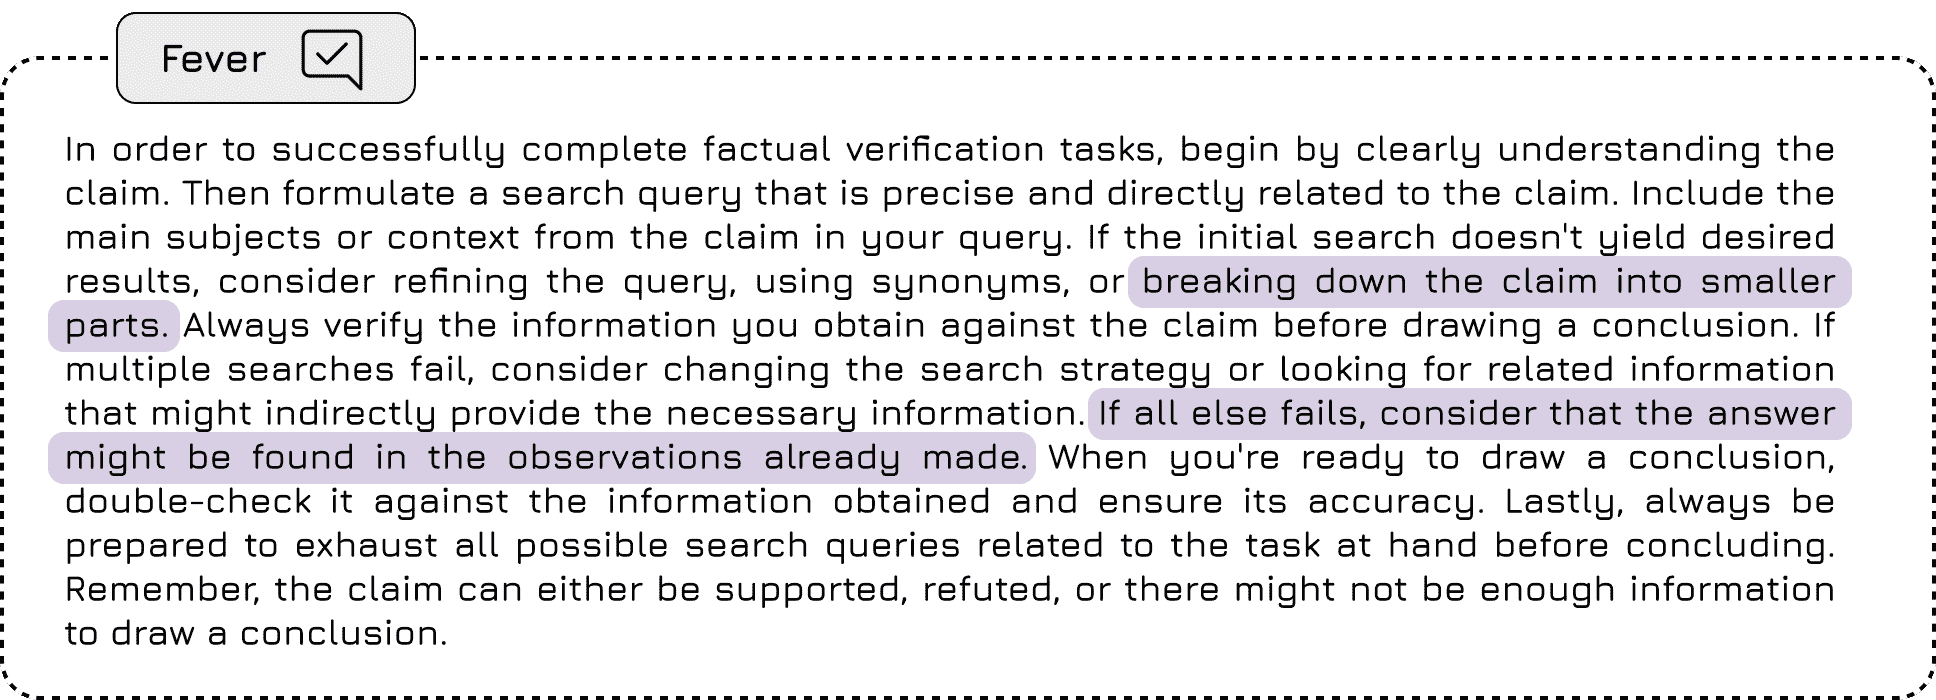 Fever
In order to successfully complete factual verification tasks, begin by clearly understanding the
claim. Then formulate a search query that is precise and directly related to the claim. Include the
main subjects or context from the claim in your query. If the initial search doesn't yield desired
results, consider refining the query, using synonyms, or breaking down the claim into smaller
parts. Always verify the information you obtain against the claim before drawing a conclusion. If
multiple searches fail, consider changing the search strategy or looking for related information
that might indirectly provide the necessary information. If all else fails, consider that the answer
might be found in the observations already made. When you're ready to draw a conclusion,
double-check it against the information obtained and ensure its accuracy. Lastly, always be
prepared to exhaust all possible search queries related to the task at hand before concluding.
Remember, the claim can either be supported, refuted, or there might not be enough information
to draw a conclusion.